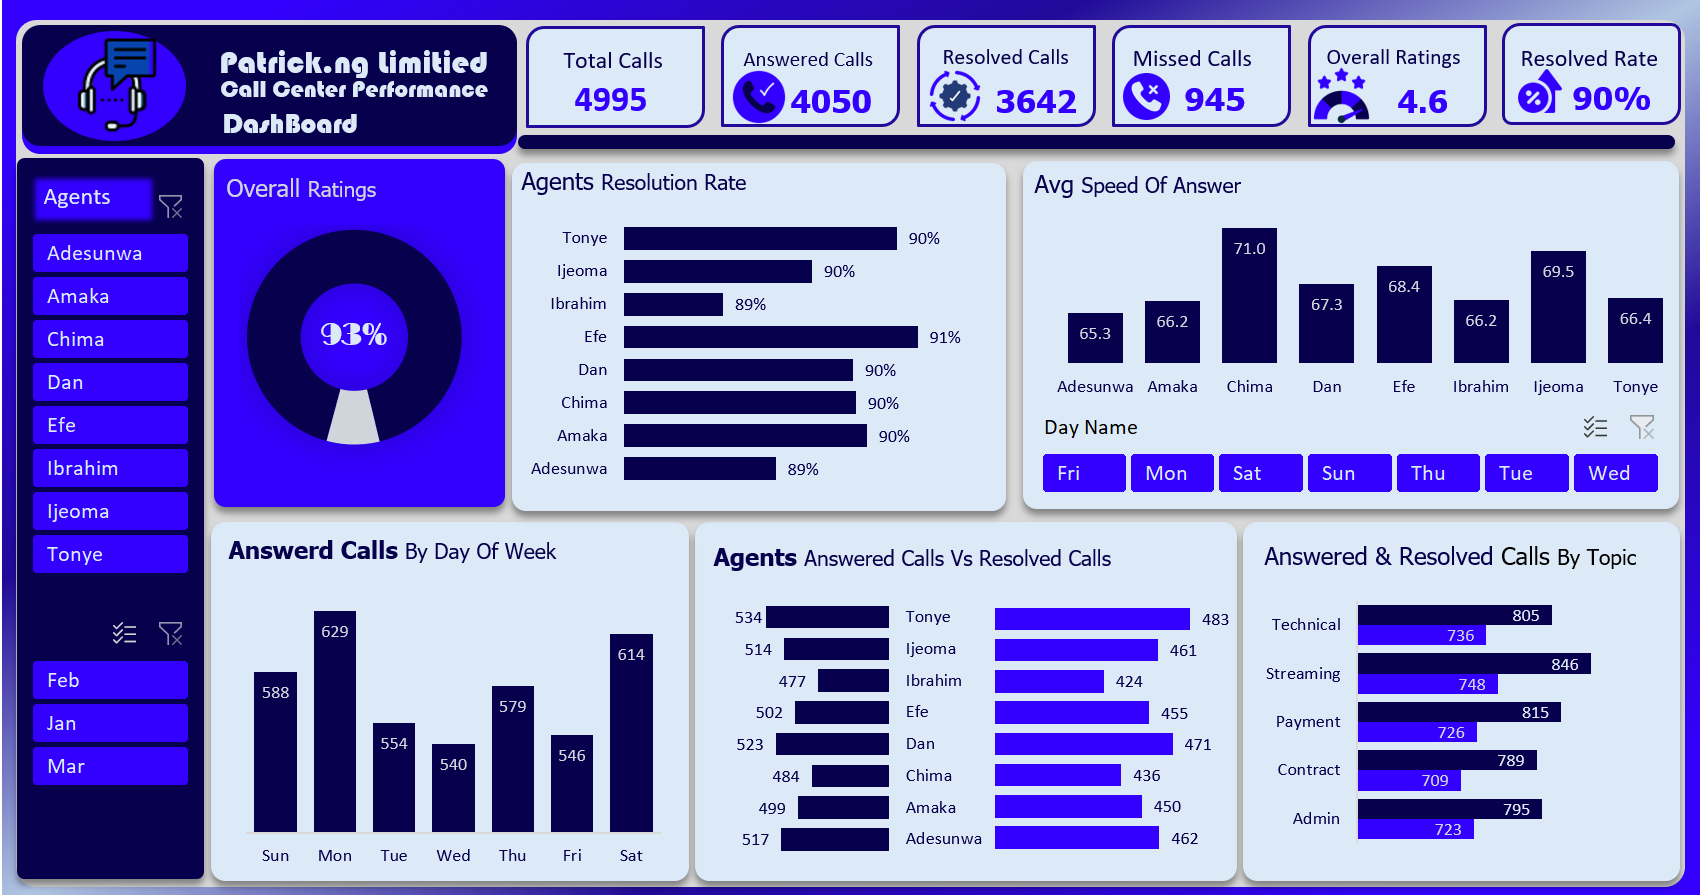 Patrick.ng Limitied
Call Center Performance
DashBoard
Total Calls
4995
Answered Calls
4050
Resolved Calls
3642
Missed Calls
945
Overall Ratings
4.6
Resolved Rate
90%
Agents
Adesunwa
Amaka
Chima
Dan
Efe
Ibrahim
Ijeoma
Tonye
Feb
Jan
Mar
Overall Ratings
93%
Agents Resolution Rate
Tonye 90%
Ijeoma 90%
Ibrahim 89%
Efe 91%
Dan 90%
Chima 90%
Amaka 90%
Adesunwa 89%
Avg Speed Of Answer
65.3 66.2 71.0 67.3 68.4 66.2 69.5 66.4
Adesunwa Amaka Chima Dan Efe Ibrahim Ijeoma Tonye
Day Name
Fri Mon Sat Sun Thu Tue Wed
Answerd Calls By Day Of Week
588 629 554 540 579 546 614
Sun Mon Tue Wed Thu Fri Sat
Agents Answered Calls Vs Resolved Calls
534 Tonye 483
514 Ijeoma 461
477 Ibrahim 424
502 Efe 455
523 Dan 471
484 Chima 436
499 Amaka 450
517 Adesunwa 462
Answered & Resolved Calls By Topic
Technical 805
736
Streaming 846
748
Payment 815
726
Contract 789
709
Admin 795
723